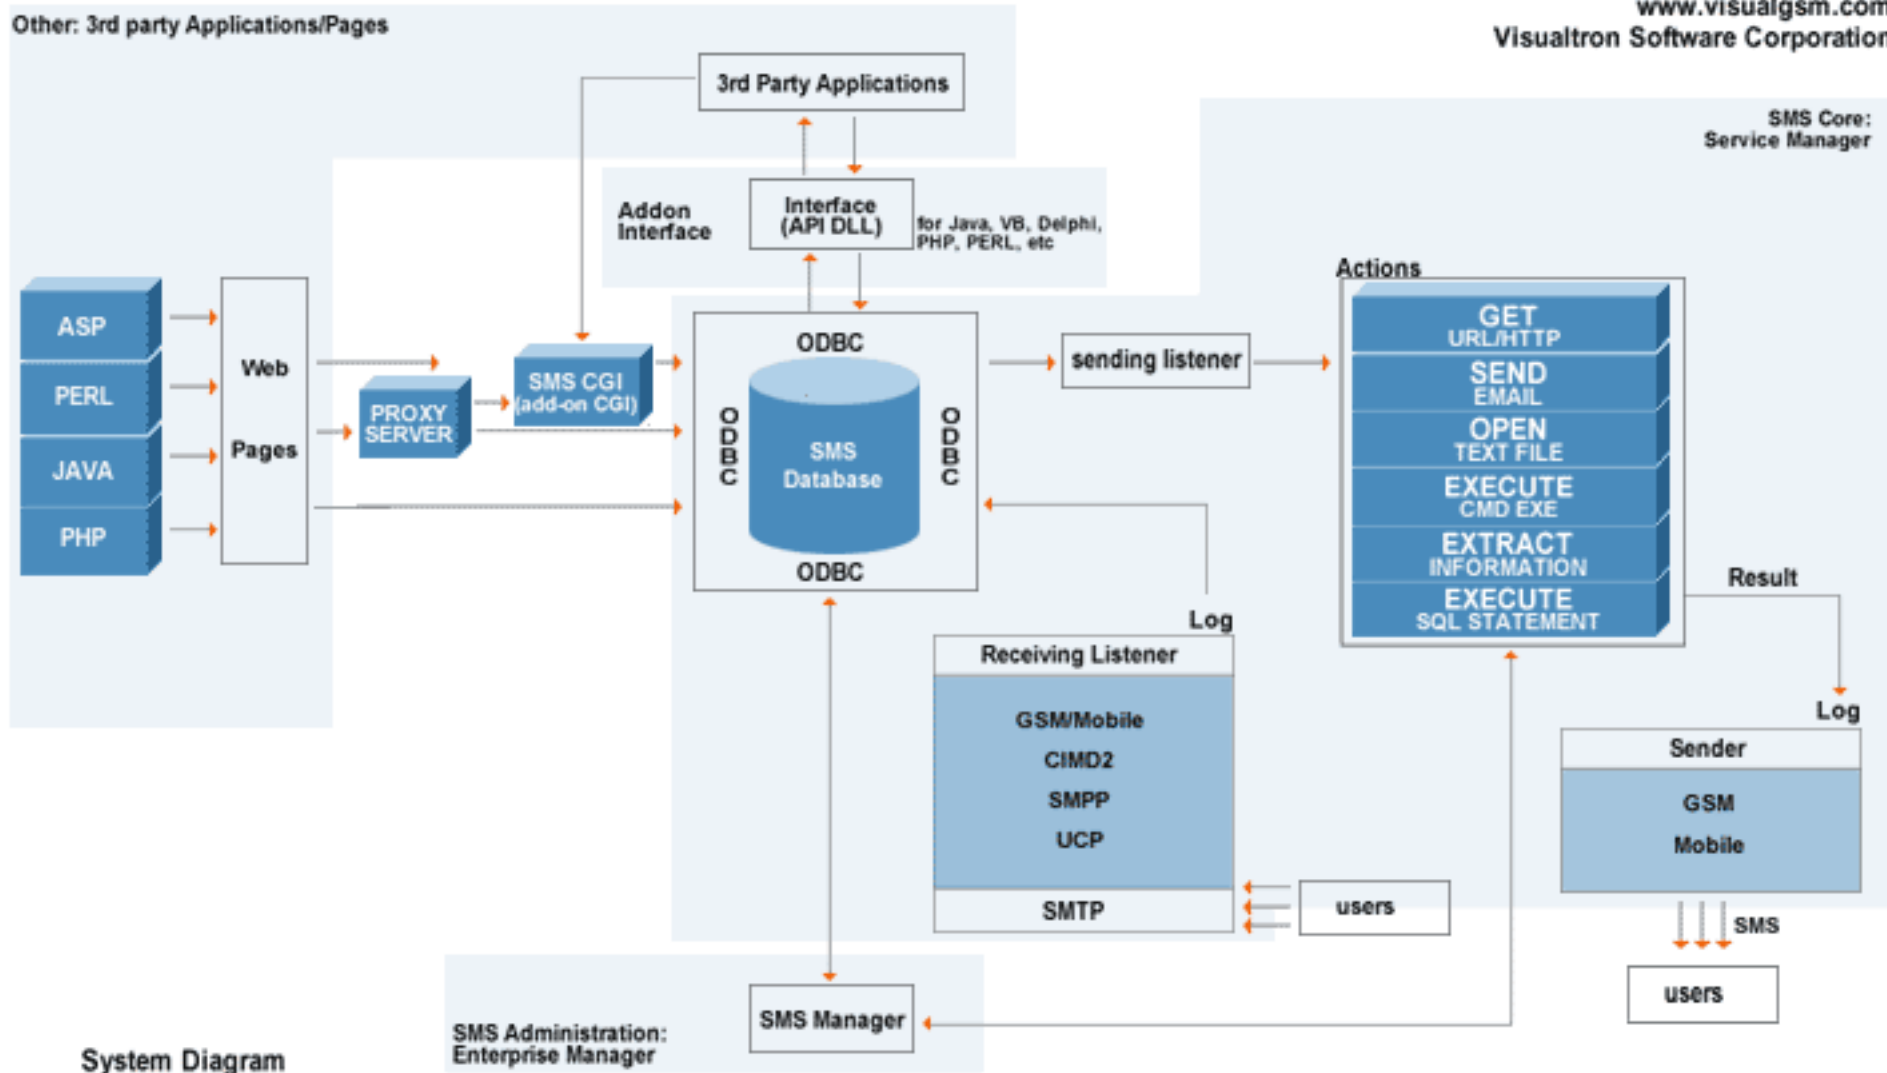 www.visualgsm.com
Visualtron Software Corporation
Other: 3rd party Applications/Pages
3rd Party Applications
SMS Core:
Service Manager
Addon
Interface
Interface
(API DLL)
for Java, VB, Delphi,
PHP, PERL, etc
ASP
PERL
JAVA
PHP
Web
Pages
PROXY
SERVER
SMS CGI
(add-on CGI)
ODBC
ODBC
SMS
Database
ODBC
ODBC
sending listener
Actions
GET
URL/HTTP
SEND
EMAIL
OPEN
TEXT FILE
EXECUTE
CMD EXE
EXTRACT
INFORMATION
EXECUTE
SQL STATEMENT
Result
Log
Receiving Listener
GSM/Mobile
CIMD2
SMPP
UCP
SMTP
users
Log
Sender
GSM
Mobile
SMS
users
SMS Manager
SMS Administration:
Enterprise Manager
System Diagram